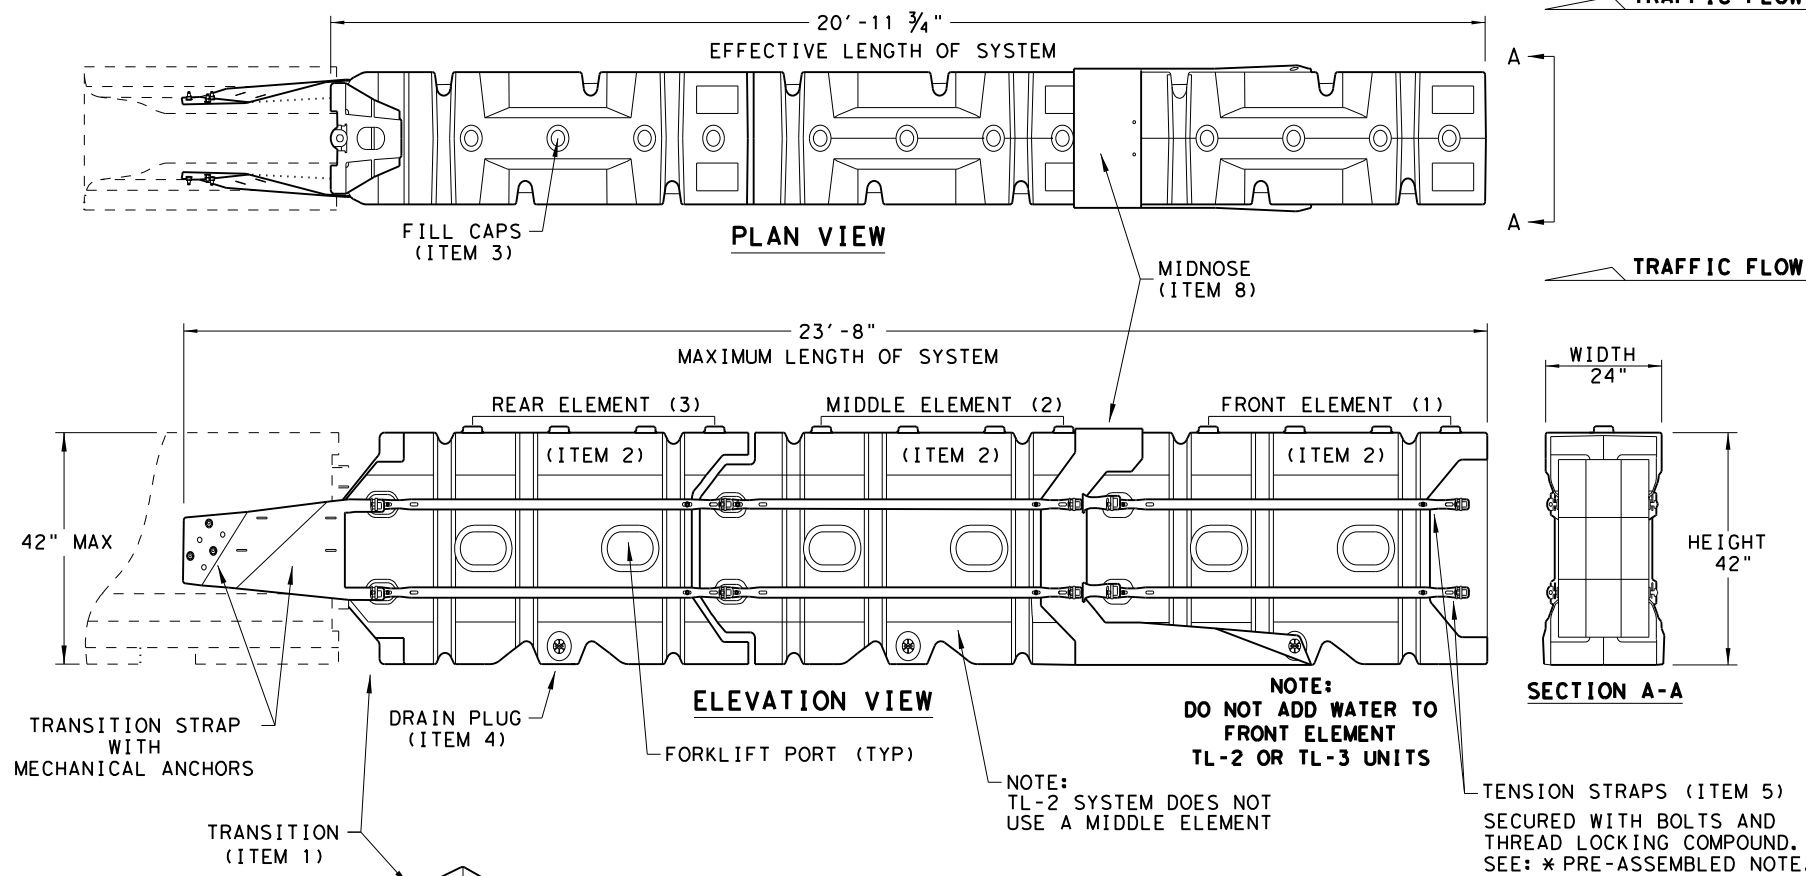 TRAFFIC FLOW
20'-11 3/4"
EFFECTIVE LENGTH OF SYSTEM
A
A
FILL CAPS
(ITEM 3)
PLAN VIEW
MIDNOSE
(ITEM 8)
TRAFFIC FLOW
23'-8"
MAXIMUM LENGTH OF SYSTEM
WIDTH
24"
REAR ELEMENT (3)
MIDDLE ELEMENT (2)
FRONT ELEMENT (1)
(ITEM 2)
(ITEM 2)
(ITEM 2)
42" MAX
HEIGHT
42"
ELEVATION VIEW
SECTION A-A
NOTE:
DO NOT ADD WATER TO
FRONT ELEMENT
TL-2 OR TL-3 UNITS
TRANSITION STRAP
WITH
MECHANICAL ANCHORS
DRAIN PLUG
(ITEM 4)
FORKLIFT PORT (TYP)
NOTE:
TL-2 SYSTEM DOES NOT
USE A MIDDLE ELEMENT
TENSION STRAPS (ITEM 5)
SECURED WITH BOLTS AND
THREAD LOCKING COMPOUND.
SEE: * PRE-ASSEMBLED NOTE.
TRANSITION
(ITEM 1)